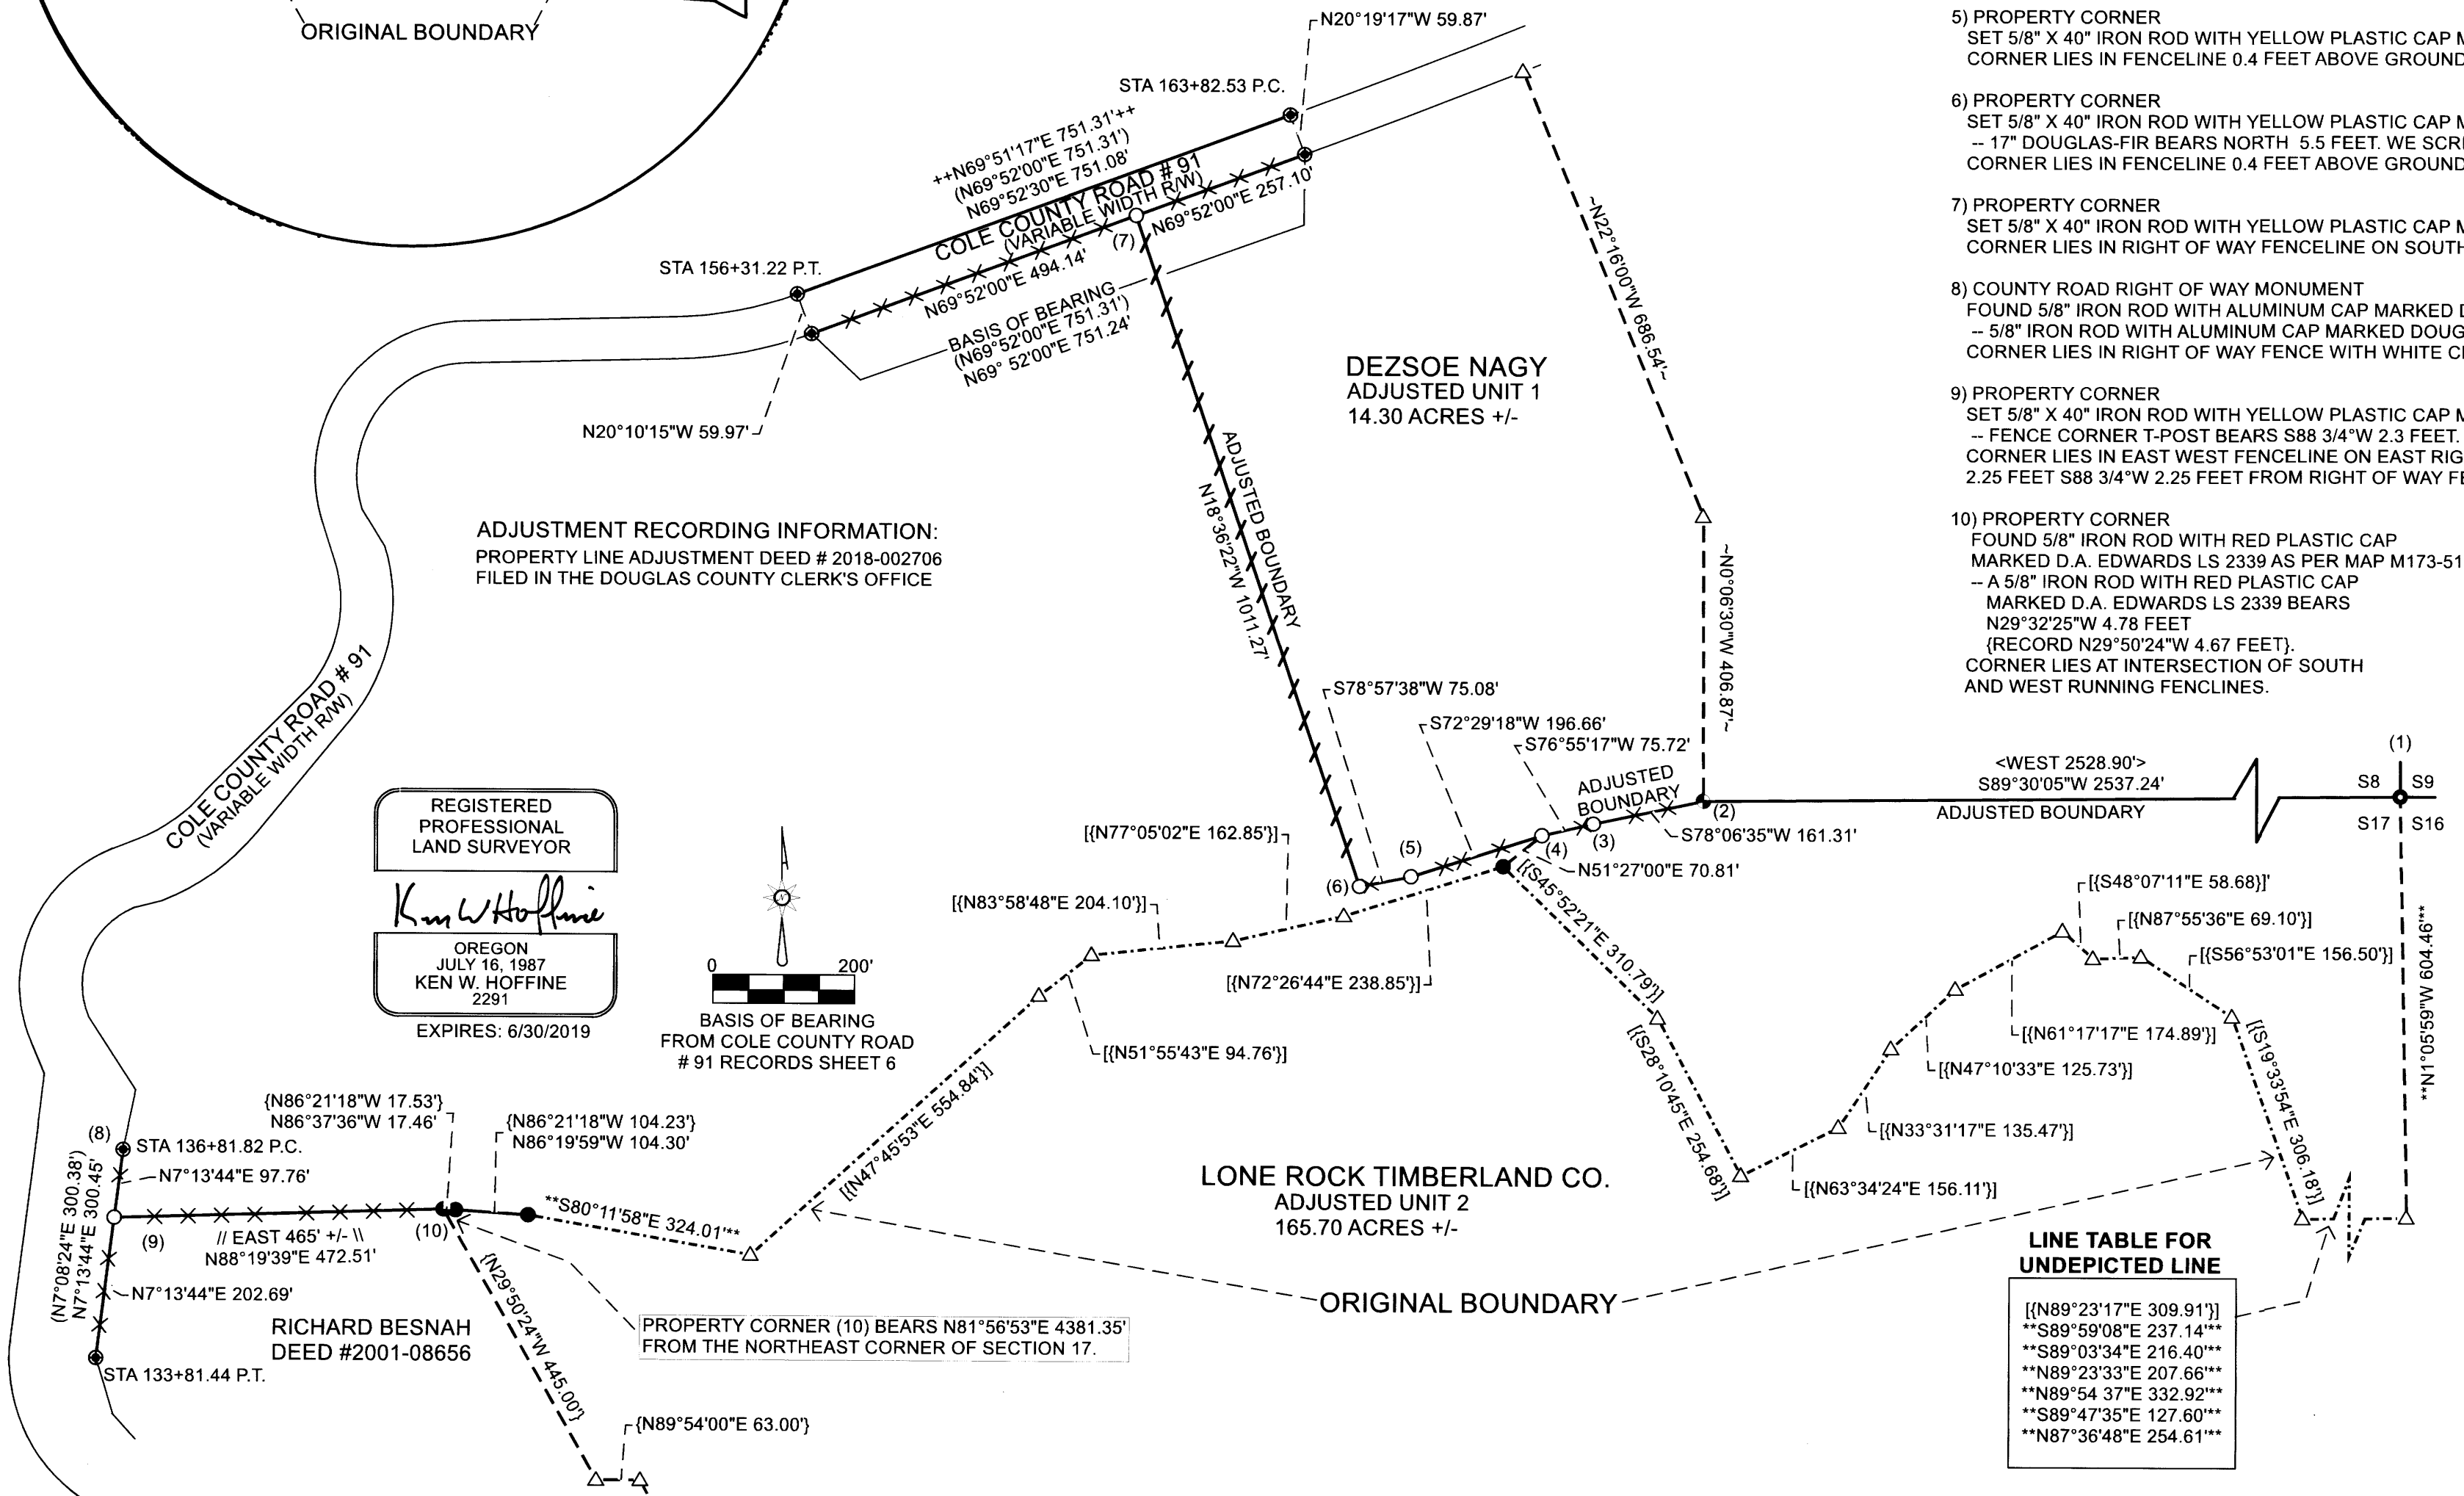 ORIGINAL BOUNDARY
N20°19'17"W 59.87'
STA 163+82.53 P.C.
++N69°51'17"E 751.31'++
(N69°52'00"E 751.31')
N69°52'30"E 751.08'
COLE COUNTY ROAD # 91
(VARIABLE WIDTH R/W)
N69°52'00"E 257.10'
(7)
STA 156+31.22 P.T.
N69°52'00"E 494.14'
BASIS OF BEARING
(N69°52'00"E 751.31')
N69° 52'00"E 751.24'
N20°10'15"W 59.97'
~N22°16'00"W 686.54'~
DEZSOE NAGY
ADJUSTED UNIT 1
14.30 ACRES +/-
ADJUSTED BOUNDARY
N18°36'22"W 1011.27'
~N0°06'30"W 406.87'~
ADJUSTMENT RECORDING INFORMATION:
PROPERTY LINE ADJUSTMENT DEED # 2018-002706
FILED IN THE DOUGLAS COUNTY CLERK'S OFFICE
COLE COUNTY ROAD # 91
(VARIABLE WIDTH R/W)
5) PROPERTY CORNER
SET 5/8" X 40" IRON ROD WITH YELLOW PLASTIC CAP
CORNER LIES IN FENCELINE 0.4 FEET ABOVE GROUND
6) PROPERTY CORNER
SET 5/8" X 40" IRON ROD WITH YELLOW PLASTIC CAP
-- 17" DOUGLAS-FIR BEARS NORTH 5.5 FEET. WE
CORNER LIES IN FENCELINE 0.4 FEET ABOVE GROUND
7) PROPERTY CORNER
SET 5/8" X 40" IRON ROD WITH YELLOW PLASTIC CAP
CORNER LIES IN RIGHT OF WAY FENCELINE ON SOUTH
8) COUNTY ROAD RIGHT OF WAY MONUMENT
FOUND 5/8" IRON ROD WITH ALUMINUM CAP MARKED
-- 5/8" IRON ROD WITH ALUMINUM CAP MARKED DOUG
CORNER LIES IN RIGHT OF WAY FENCE WITH WHITE
9) PROPERTY CORNER
SET 5/8" X 40" IRON ROD WITH YELLOW PLASTIC CAP
-- FENCE CORNER T-POST BEARS S88 3/4°W 2.3 FEET.
CORNER LIES IN EAST WEST FENCELINE ON EAST
2.25 FEET S88 3/4°W 2.25 FEET FROM RIGHT OF WAY
10) PROPERTY CORNER
FOUND 5/8" IRON ROD WITH RED PLASTIC CAP
MARKED D.A. EDWARDS LS 2339 AS PER MAP M173-51
-- A 5/8" IRON ROD WITH RED PLASTIC CAP
MARKED D.A. EDWARDS LS 2339 BEARS
N29°32'25"W 4.78 FEET
{RECORD N29°50'24"W 4.67 FEET}.
CORNER LIES AT INTERSECTION OF SOUTH
AND WEST RUNNING FENCLINES.
S78°57'38"W 75.08'
S72°29'18"W 196.66'
S76°55'17"W 75.72'
ADJUSTED
BOUNDARY
(2)
(3)
(4)
(5)
(6)
S78°06'35"W 161.31'
N51°27'00"E 70.81'
<WEST 2528.90'>
S89°30'05"W 2537.24'
ADJUSTED BOUNDARY
(1)
S8 S9
S17 S16
**N1°05'59"W 604.46'**
REGISTERED
PROFESSIONAL
LAND SURVEYOR
Ken W Hoffine
OREGON
JULY 16, 1987
KEN W. HOFFINE
2291
EXPIRES: 6/30/2019
0 200'
BASIS OF BEARING
FROM COLE COUNTY ROAD
# 91 RECORDS SHEET 6
[{N77°05'02"E 162.85'}]
[{N83°58'48"E 204.10'}]
[{N72°26'44"E 238.85'}]
[{N51°55'43"E 94.76'}]
[{N47°45'53"E 554.84'}]
[{S45°52'21"E 310.79'}]
[{S28°10'45"E 254.68'}]
[{N63°34'24"E 156.11'}]
[{N33°31'17"E 135.47'}]
[{N47°10'33"E 125.73'}]
[{N61°17'17"E 174.89'}]
[{S48°07'11"E 58.68}]'
[{N87°55'36"E 69.10'}]
[{S56°53'01"E 156.50'}]
[{S19°33'54"E 306.18'}]
{N86°21'18"W 17.53'}
N86°37'36"W 17.46'
{N86°21'18"W 104.23'}
N86°19'59"W 104.30'
(8)
STA 136+81.82 P.C.
N7°13'44"E 97.76'
(N7°08'24"E 300.38')
N7°13'44"E 300.45'
(9)
// EAST 465' +/- \\
N88°19'39"E 472.51'
(10)
**S80°11'58"E 324.01'**
N7°13'44"E 202.69'
STA 133+81.44 P.T.
RICHARD BESNAH
DEED #2001-08656
{N29°50'24"W 445.00'}
{N89°54'00"E 63.00'}
PROPERTY CORNER (10) BEARS N81°56'53"E 4381.35'
FROM THE NORTHEAST CORNER OF SECTION 17.
LONE ROCK TIMBERLAND CO.
ADJUSTED UNIT 2
165.70 ACRES +/-
ORIGINAL BOUNDARY
LINE TABLE FOR
UNDEPICTED LINE
[{N89°23'17"E 309.91'}]
**S89°59'08"E 237.14'**
**S89°03'34"E 216.40'**
**N89°23'33"E 207.66'**
**N89°54 37"E 332.92'**
**S89°47'35"E 127.60'**
**N87°36'48"E 254.61'**